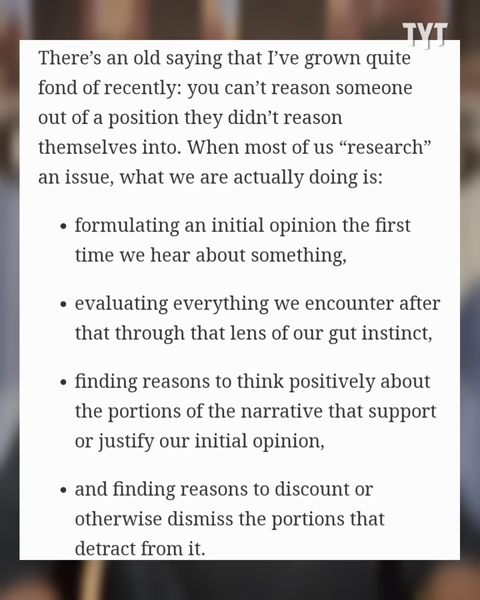 TYT
There’s an old saying that I’ve grown quite
fond of recently: you can’t reason someone
out of a position they didn’t reason
themselves into. When most of us “research”
an issue, what we are actually doing is:
• formulating an initial opinion the first
time we hear about something,
• evaluating everything we encounter after
that through that lens of our gut instinct,
• finding reasons to think positively about
the portions of the narrative that support
or justify our initial opinion,
• and finding reasons to discount or
otherwise dismiss the portions that
detract from it.